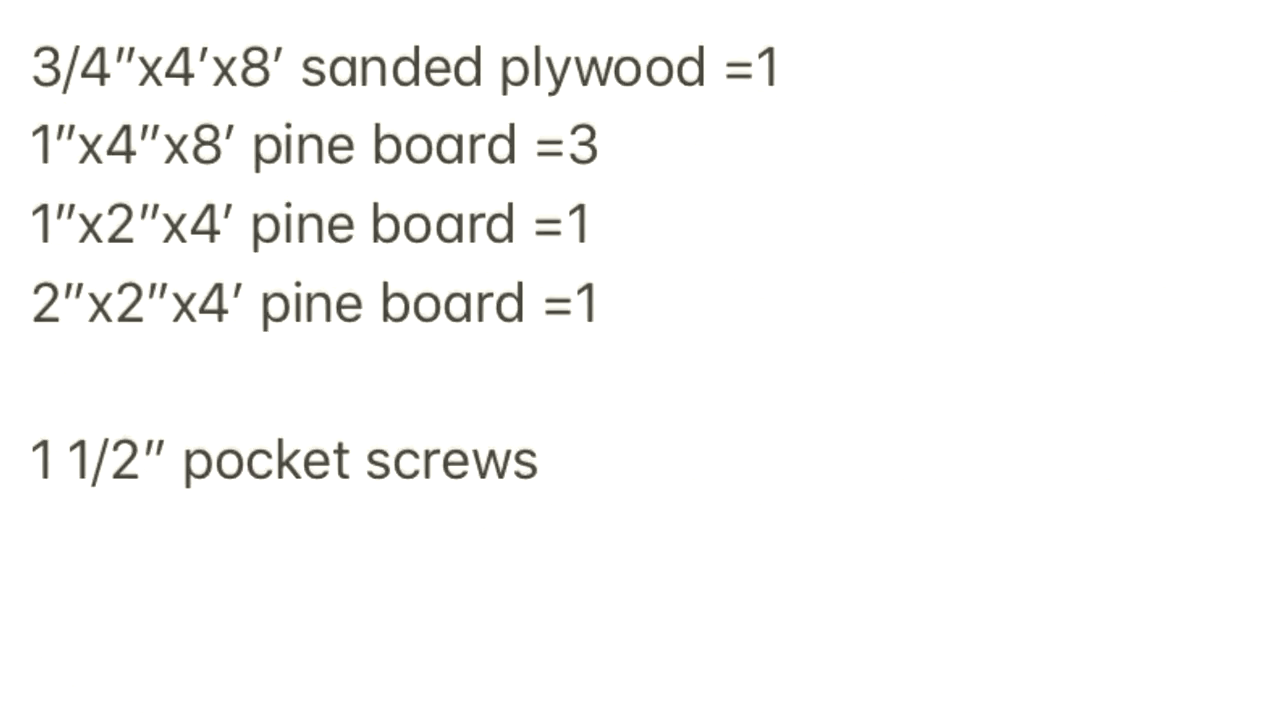 3/4”x4’x8’ sanded plywood =1
1”x4”x8’ pine board =3
1”x2”x4’ pine board =1
2”x2”x4’ pine board =1
1 1/2” pocket screws